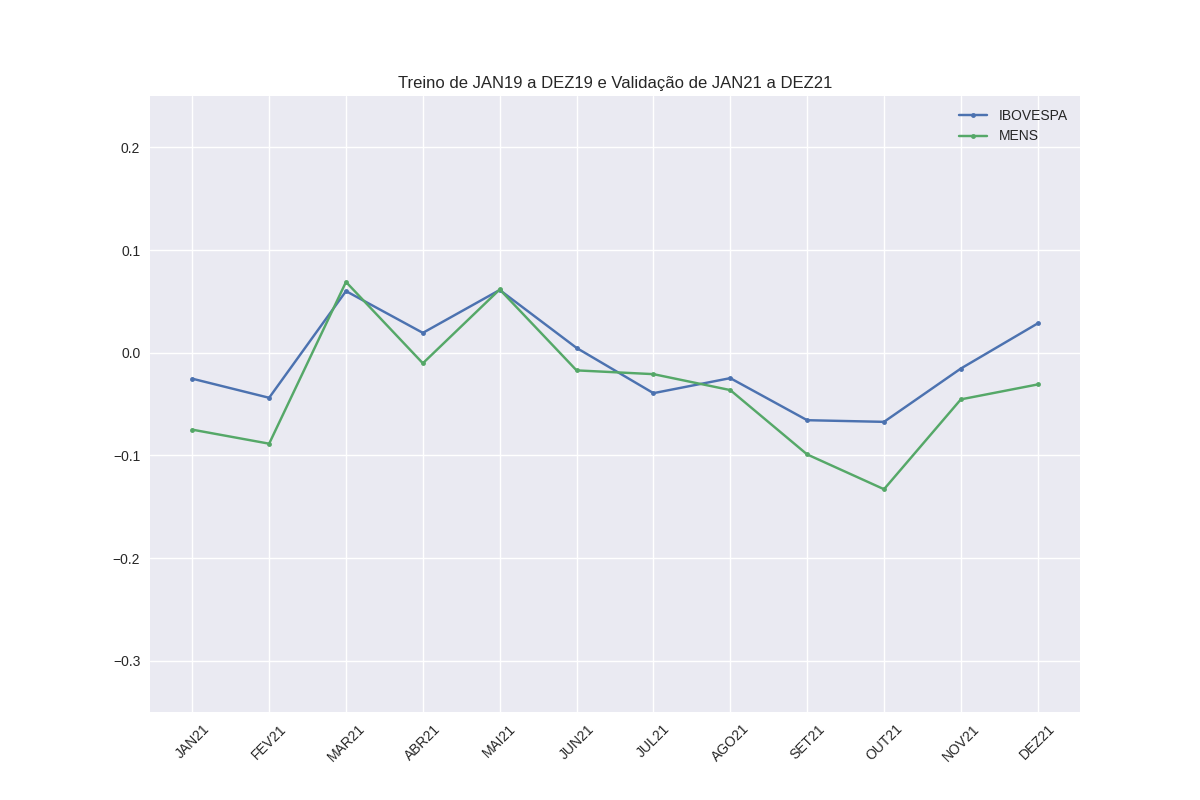 Treino de JAN19 a DEZ19 e Validação de JAN21 a DEZ21
IBOVESPA
MENS
0.2
0.1
0.0
−0.1
−0.2
−0.3
JAN21
FEV21
MAR21
ABR21
MAI21
JUN21
JUL21
AGO21
SET21
OUT21
NOV21
DEZ21